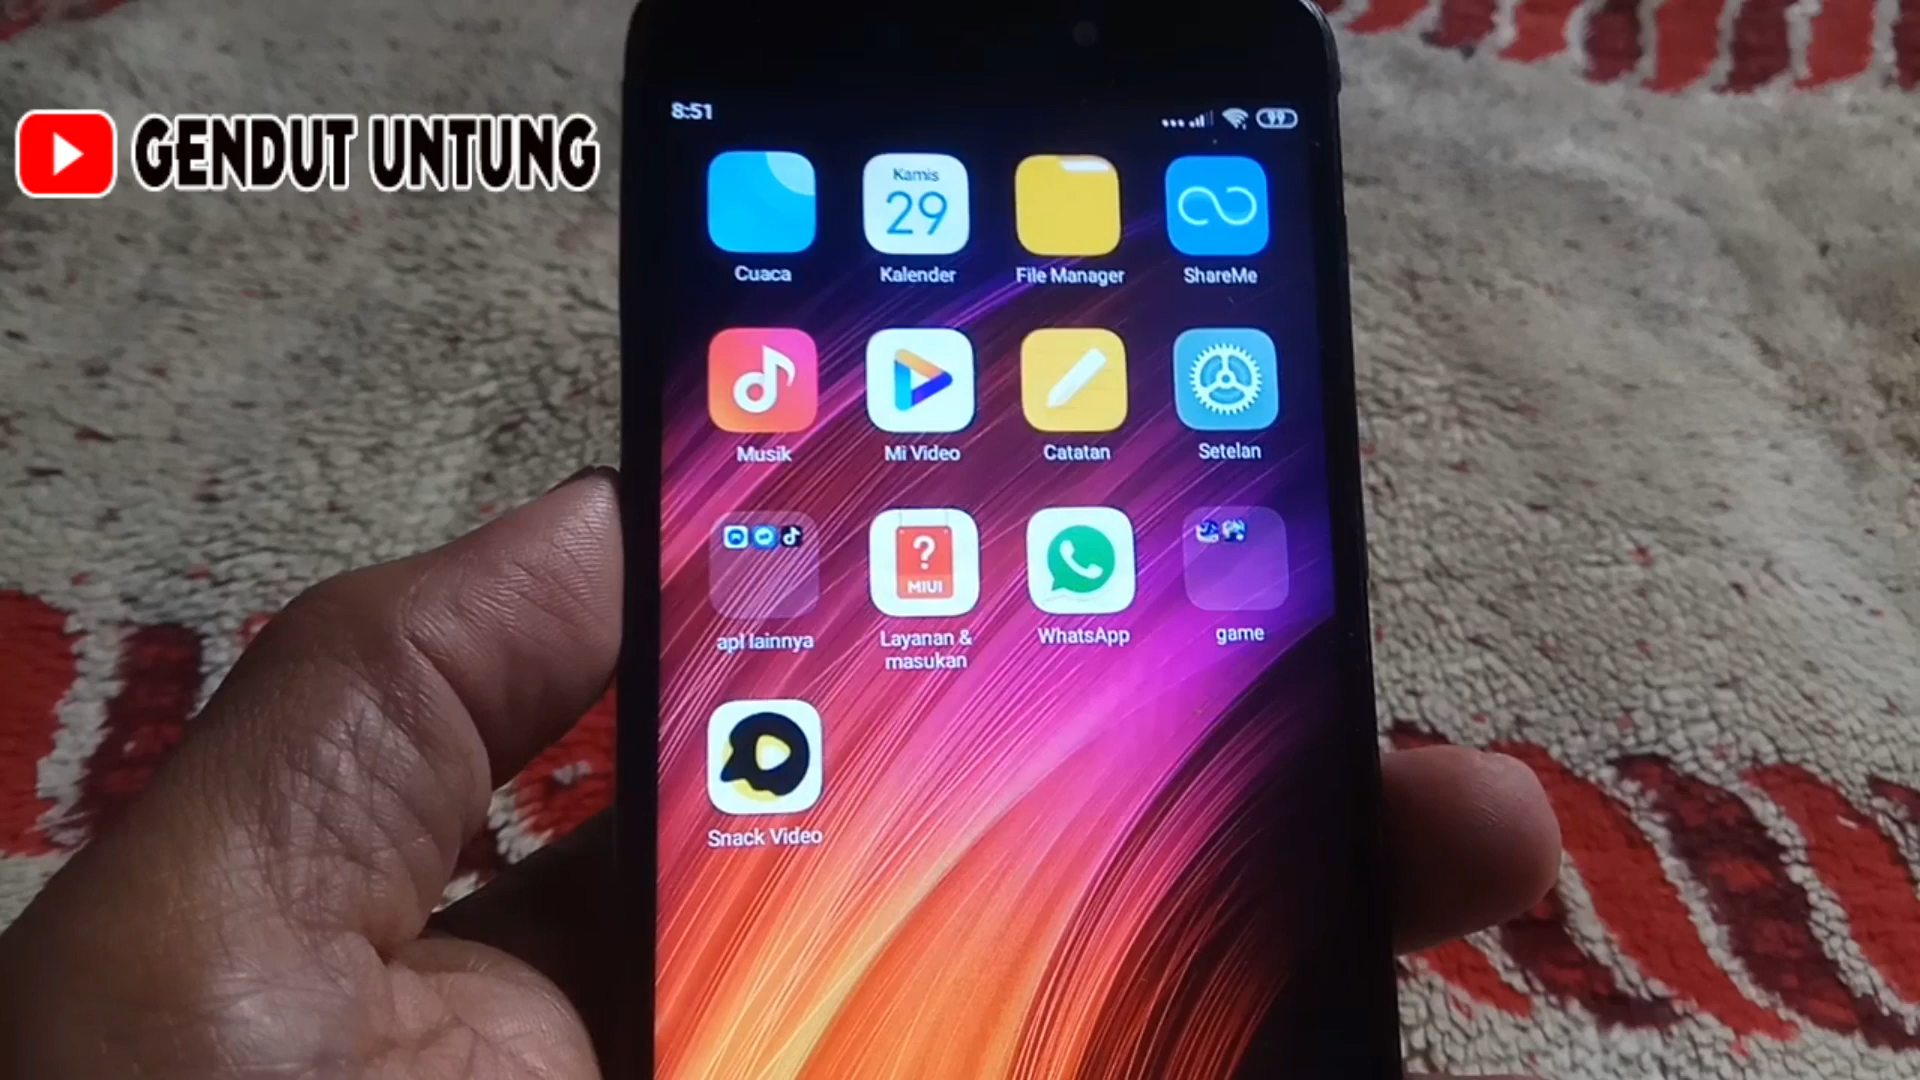 GENDUT UNTUNG
8:51
99
Kamis
29
Cuaca
Kalender
File Manager
ShareMe
Musik
Mi Video
Catatan
Setelan
?
MIUI
apl lainnya
Layanan &
masukan
WhatsApp
game
Snack Video